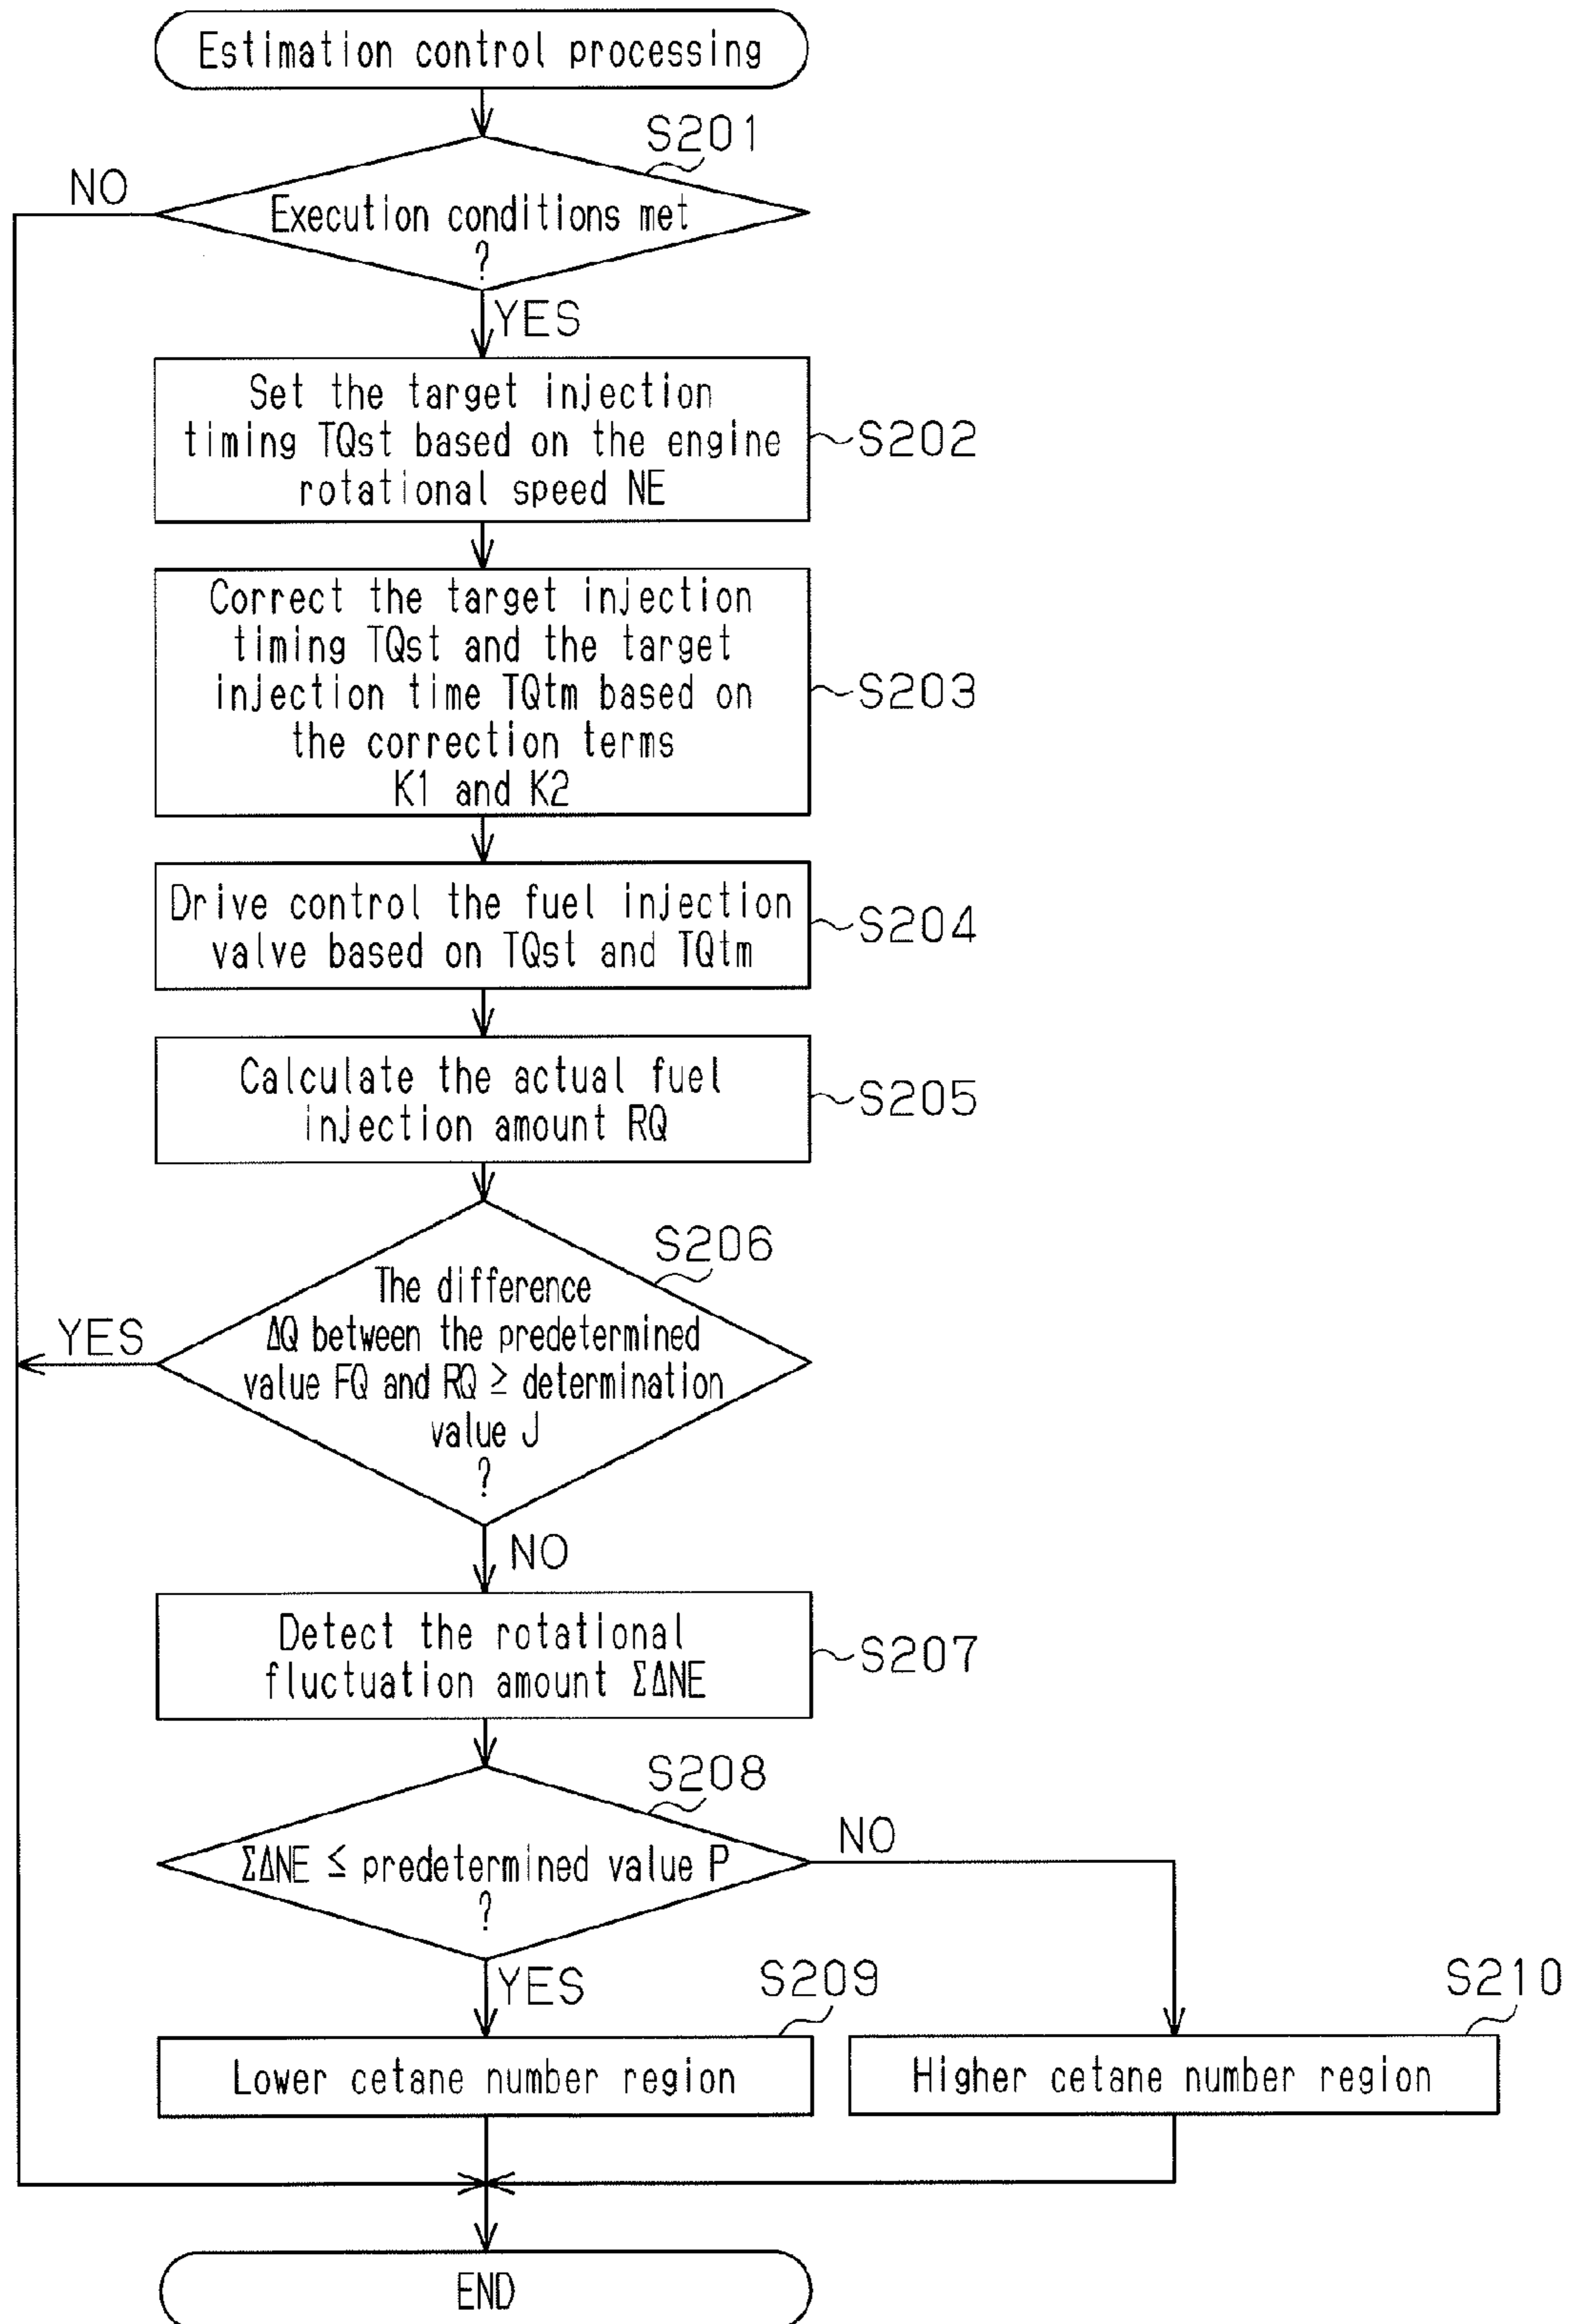 Estimation control processing
S201
NO
Execution conditions met
?
YES
Set the target injection
timing TQst based on the engine
rotational speed NE
S202
Correct the target injection
timing TQst and the target
injection time TQtm based on
the correction terms
K1 and K2
S203
Drive control the fuel injection
valve based on TQst and TQtm
S204
Calculate the actual fuel
injection amount RQ
S205
S206
The difference
ΔQ between the predetermined
value FQ and RQ ≥ determination
value J
?
YES
NO
Detect the rotational
fluctuation amount ΣΔNE
S207
S208
ΣΔNE ≤ predetermined value P
?
NO
YES
S209
Lower cetane number region
S210
Higher cetane number region
END